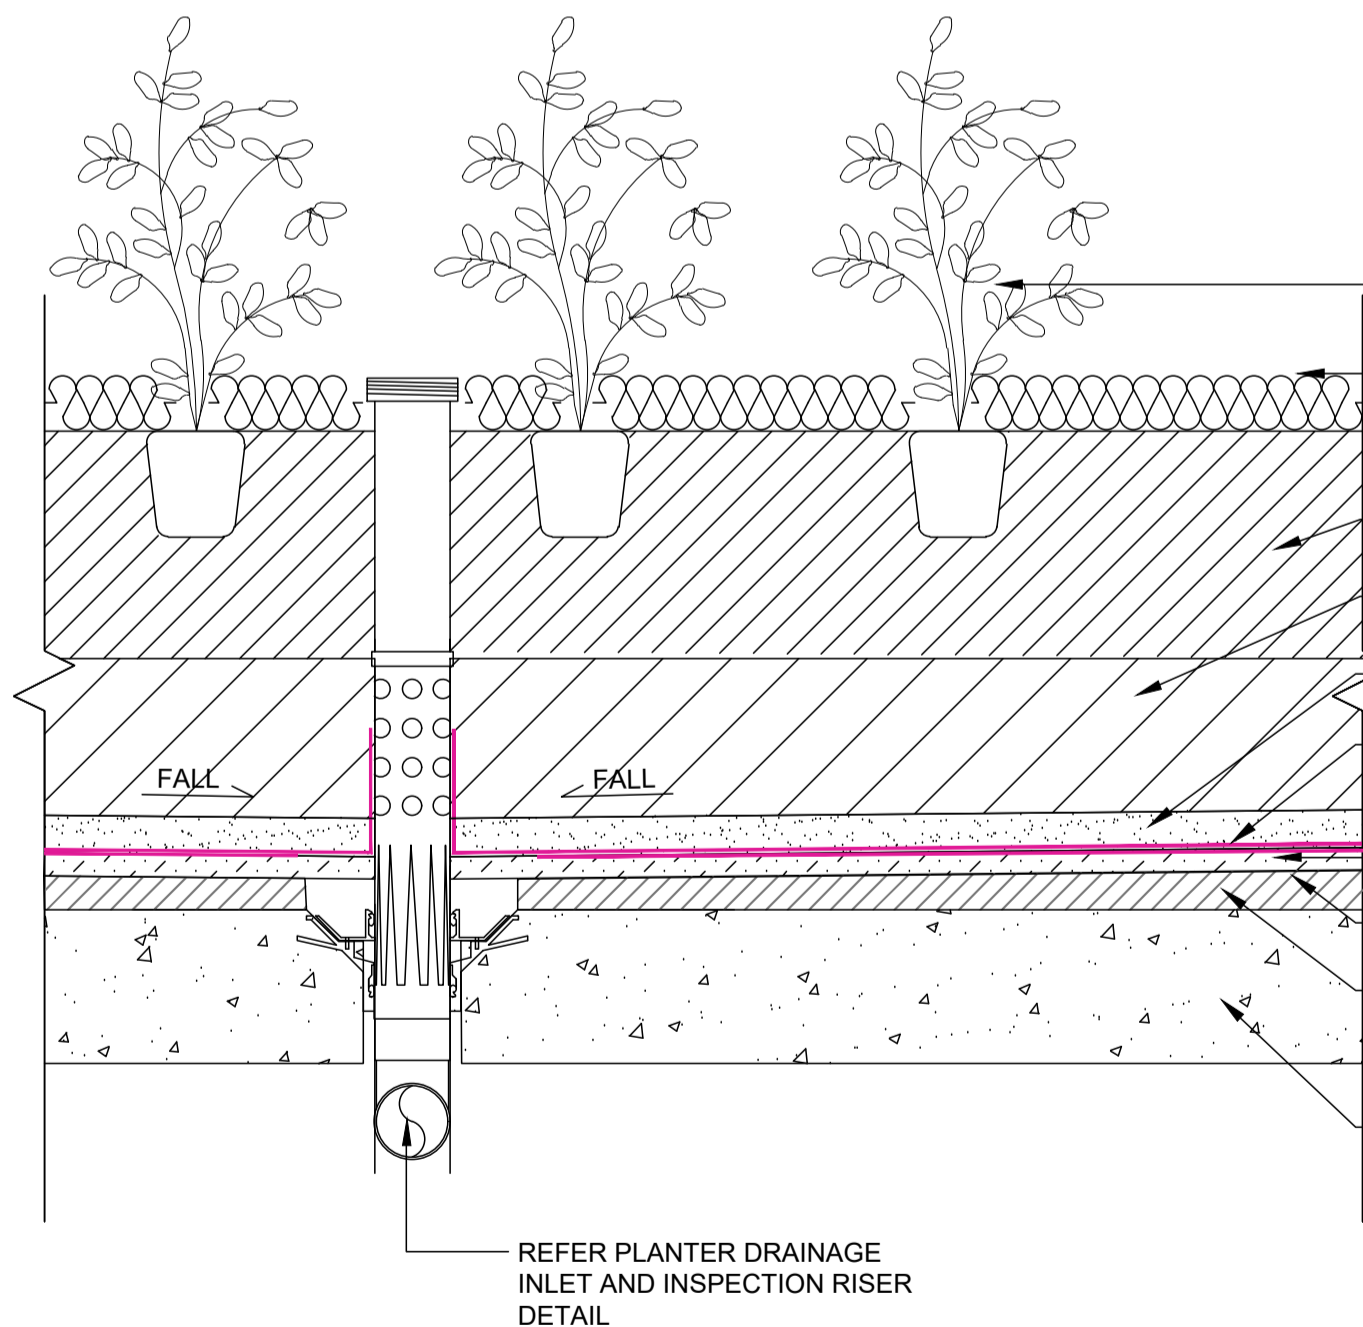 FALL
FALL
REFER PLANTER DRAINAGE
INLET AND INSPECTION RISER
DETAIL